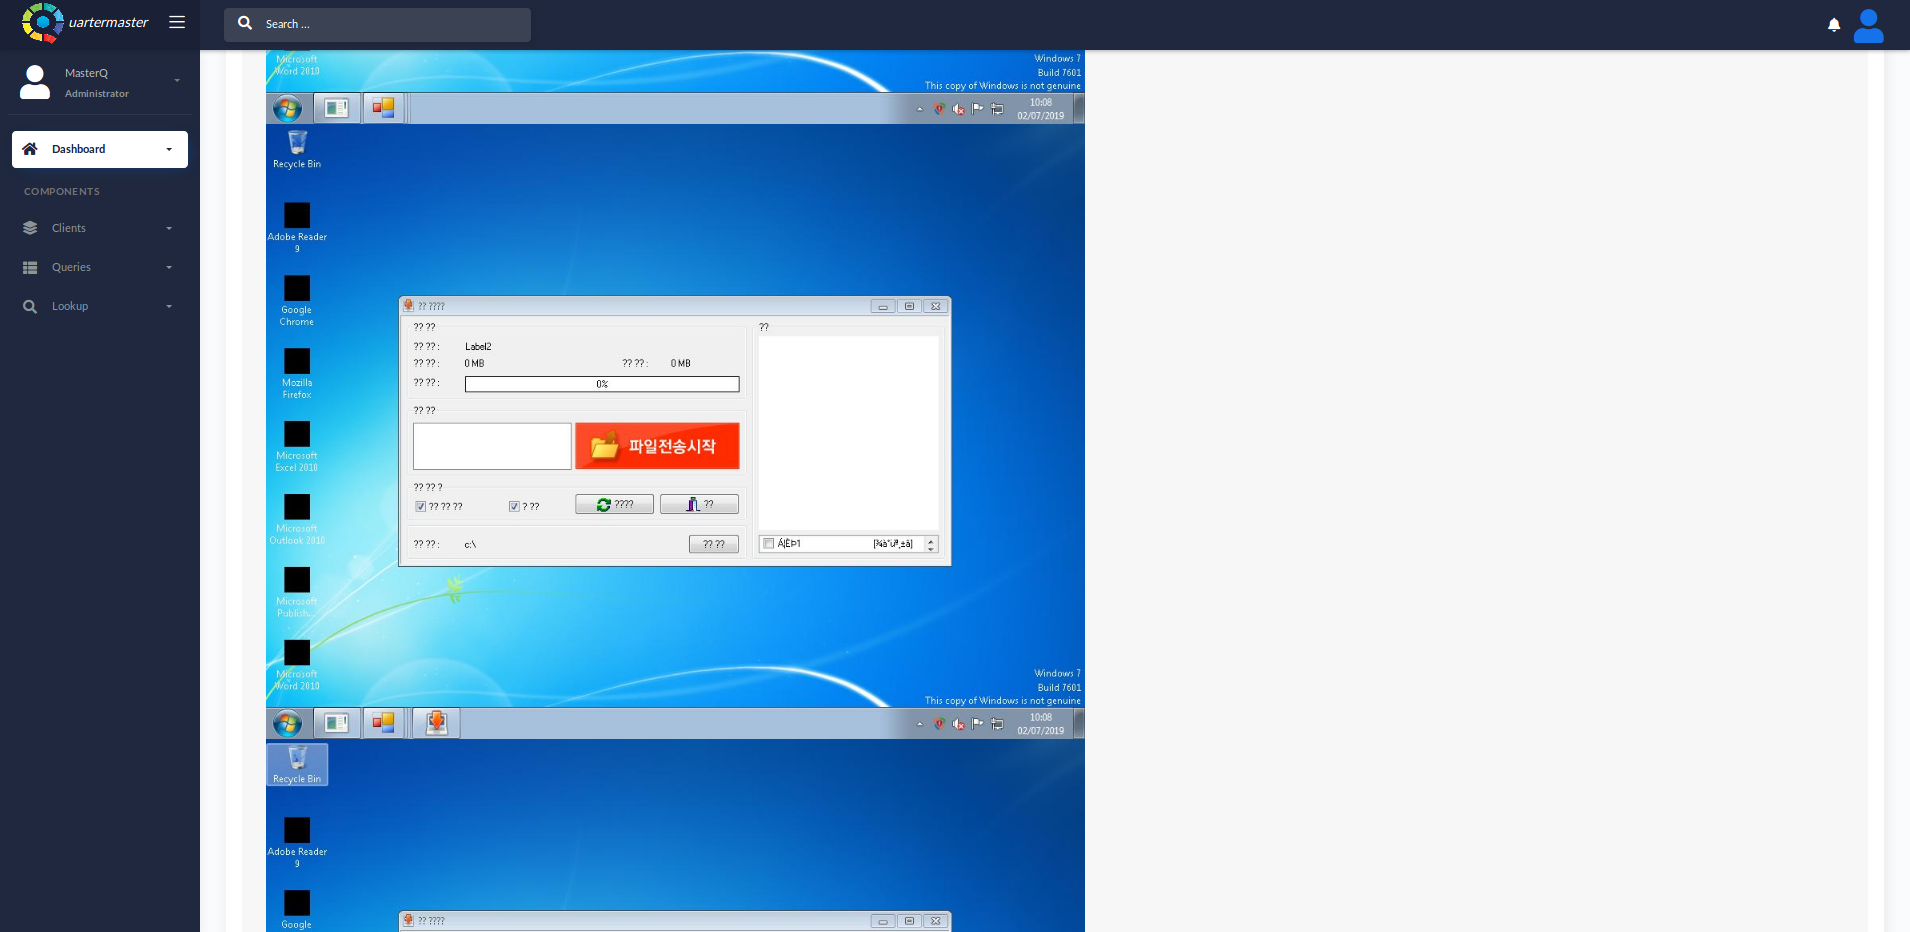 uartermaster
Search ...
MasterQ
Administrator
Dashboard
COMPONENTS
Clients
Queries
Lookup
Microsoft
Word 2010
Windows 7
Build 7601
This copy of Windows is not genuine
10:08
02/07/2019
Recycle Bin
Adobe Reader
9
Google
Chrome
Mozilla
Firefox
Microsoft
Excel 2010
Microsoft
Outlook 2010
Microsoft
Publish...
Microsoft
Word 2010
?? ????
?? ??
?? ?? : Label2
?? ?? : 0 MB ?? ?? : 0 MB
?? ?? : 0%
?? ??
파일전송시작
?? ?? ?
?? ?? ?? ? ?? ???? ??
?? ?? : c:\ ?? ??
??
Windows 7
Build 7601
This copy of Windows is not genuine
10:08
02/07/2019
Recycle Bin
Adobe Reader
9
Google
?? ????